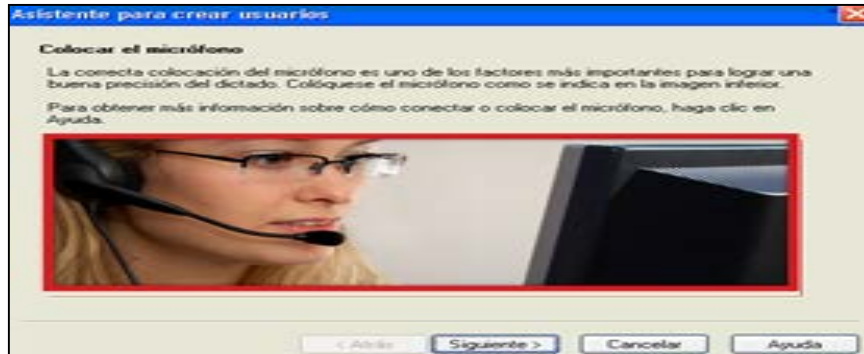 Asistente para crear usuarios
Colocar el micrófono
La correcta colocación del micrófono es uno de los factores más importantes para lograr una
buena precisión del dictado. Colóquese el micrófono como se indica en la imagen inferior.
Para obtener más información sobre cómo conectar o colocar el micrófono, haga clic en
Ayuda.
< Atrás Siguiente > Cancelar Ayuda